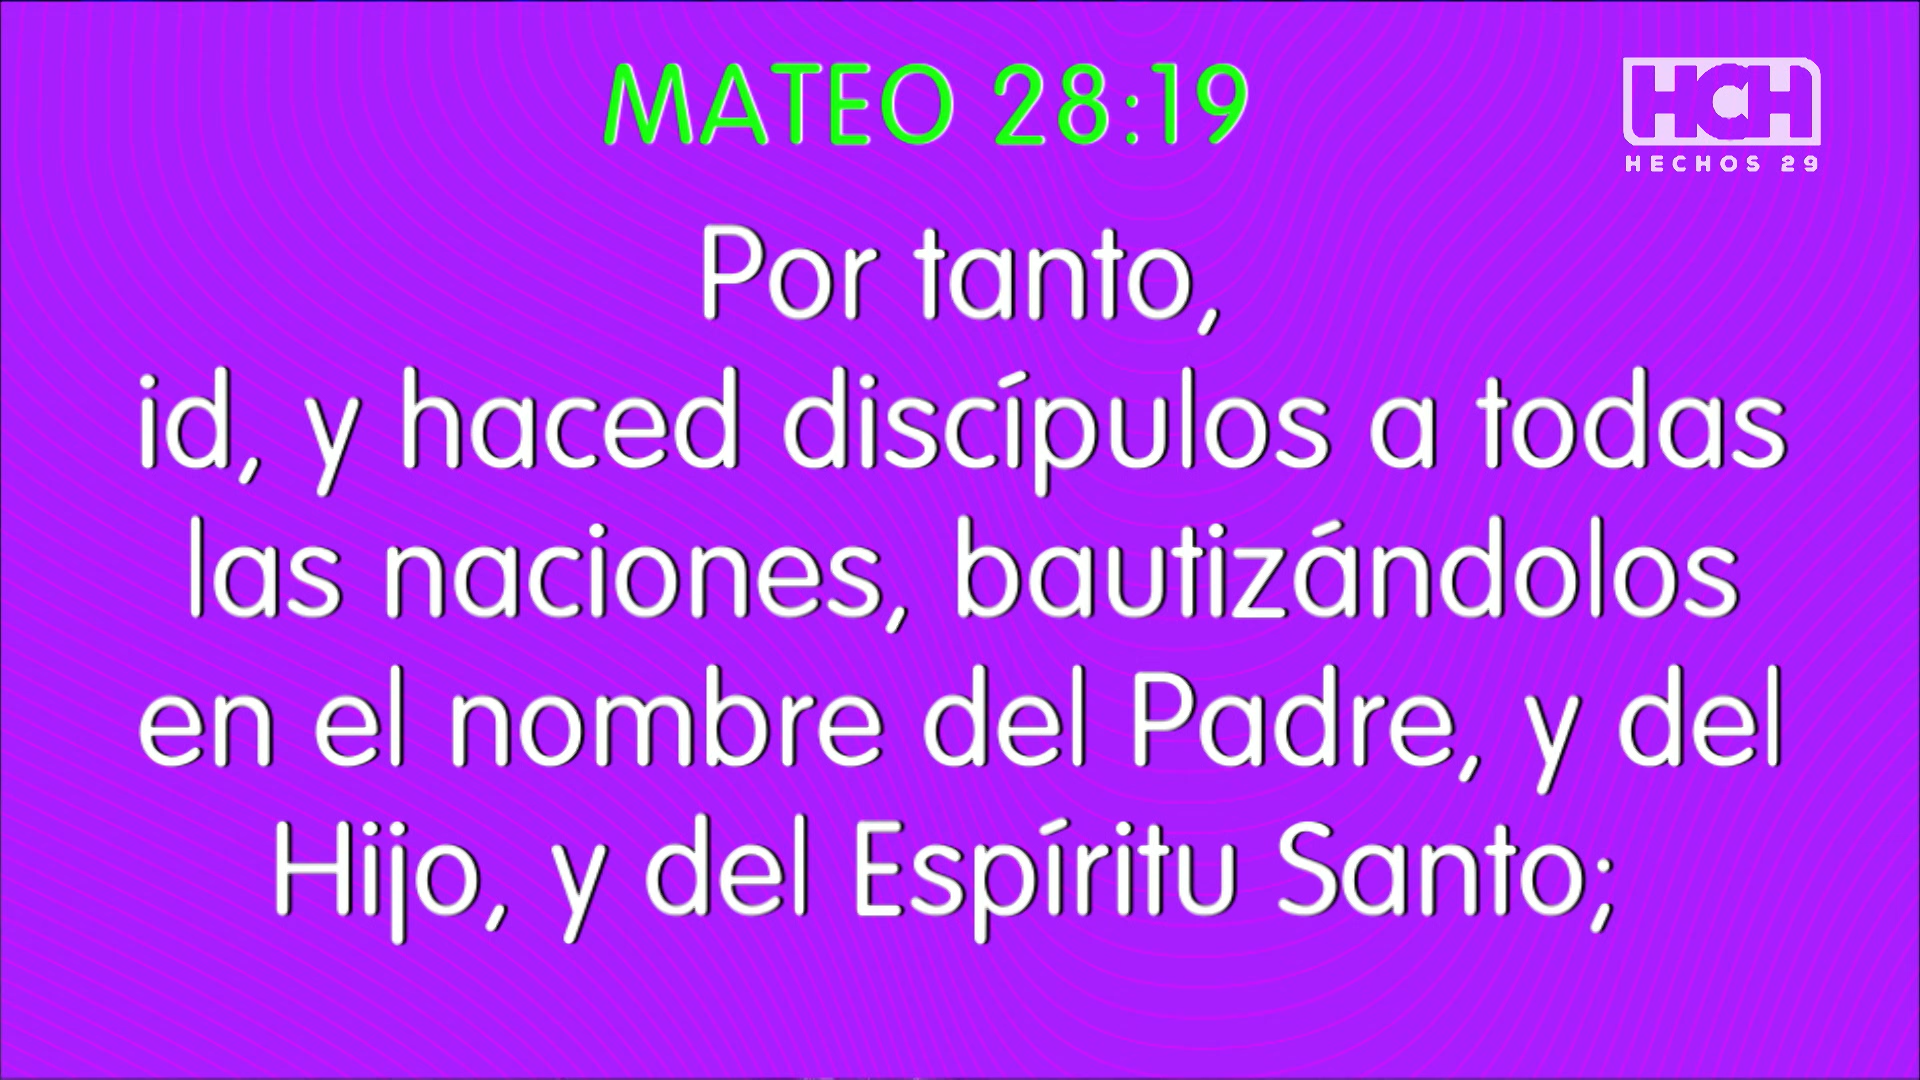 MATEO 28:19
HCH
HECHOS 29
Por tanto,
id, y haced discípulos a todas
las naciones, bautizándolos
en el nombre del Padre, y del
Hijo, y del Espíritu Santo;